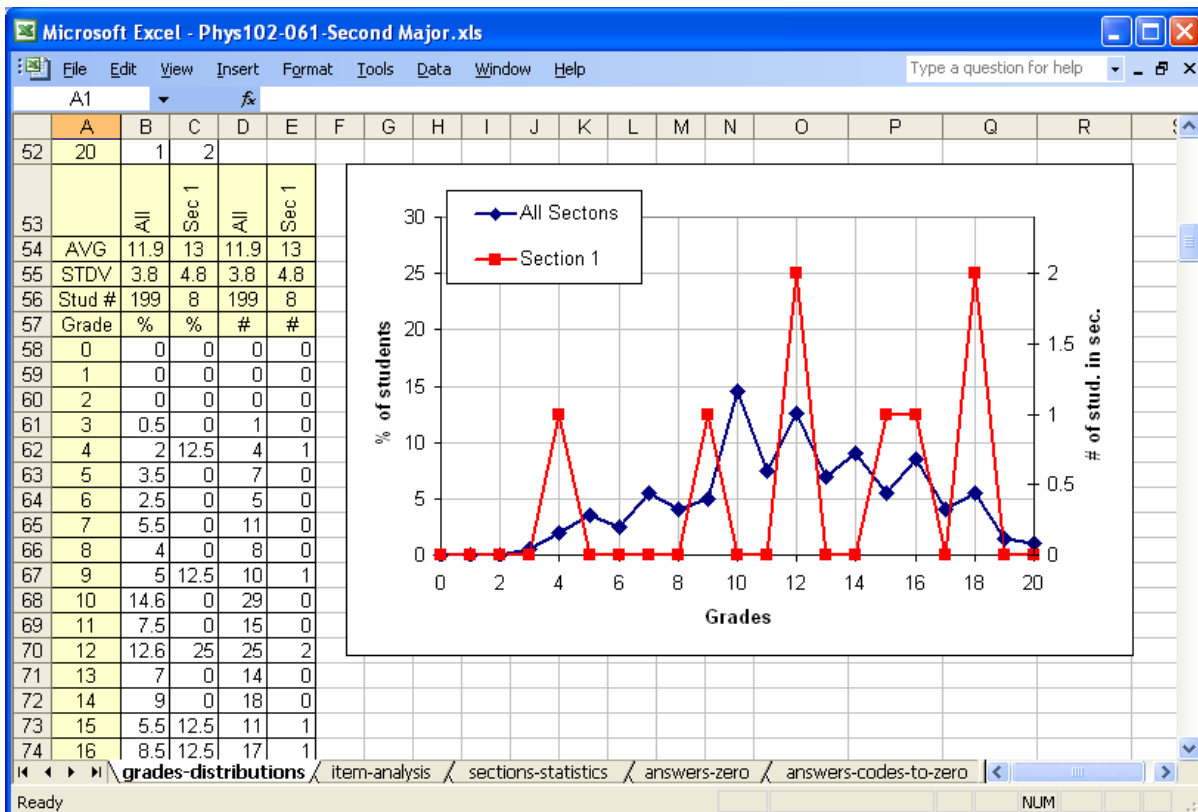 Microsoft Excel - Phys102-061-Second Major.xls
File Edit View Insert Format Tools Data Window Help Type a question for help
A1 fx
A B C D E F G H I J K L M N O P Q R S
52 20 1 2
53 All Sec 1 All Sec 1
54 AVG 11.9 13 11.9 13
55 STDV 3.8 4.8 3.8 4.8
56 Stud # 199 8 199 8
57 Grade % % # #
58 0 0 0 0 0
59 1 0 0 0 0
60 2 0 0 0 0
61 3 0.5 0 1 0
62 4 2 12.5 4 1
63 5 3.5 0 7 0
64 6 2.5 0 5 0
65 7 5.5 0 11 0
66 8 4 0 8 0
67 9 5 12.5 10 1
68 10 14.6 0 29 0
69 11 7.5 0 15 0
70 12 12.6 25 25 2
71 13 7 0 14 0
72 14 9 0 18 0
73 15 5.5 12.5 11 1
74 16 8.5 12.5 17 1
All Sectons
Section 1
% of students
30
25
20
15
10
5
0
2
1.5
1
0.5
0
# of stud. in sec.
0 2 4 6 8 10 12 14 16 18 20
Grades
grades-distributions item-analysis sections-statistics answers-zero answers-codes-to-zero
Ready NUM